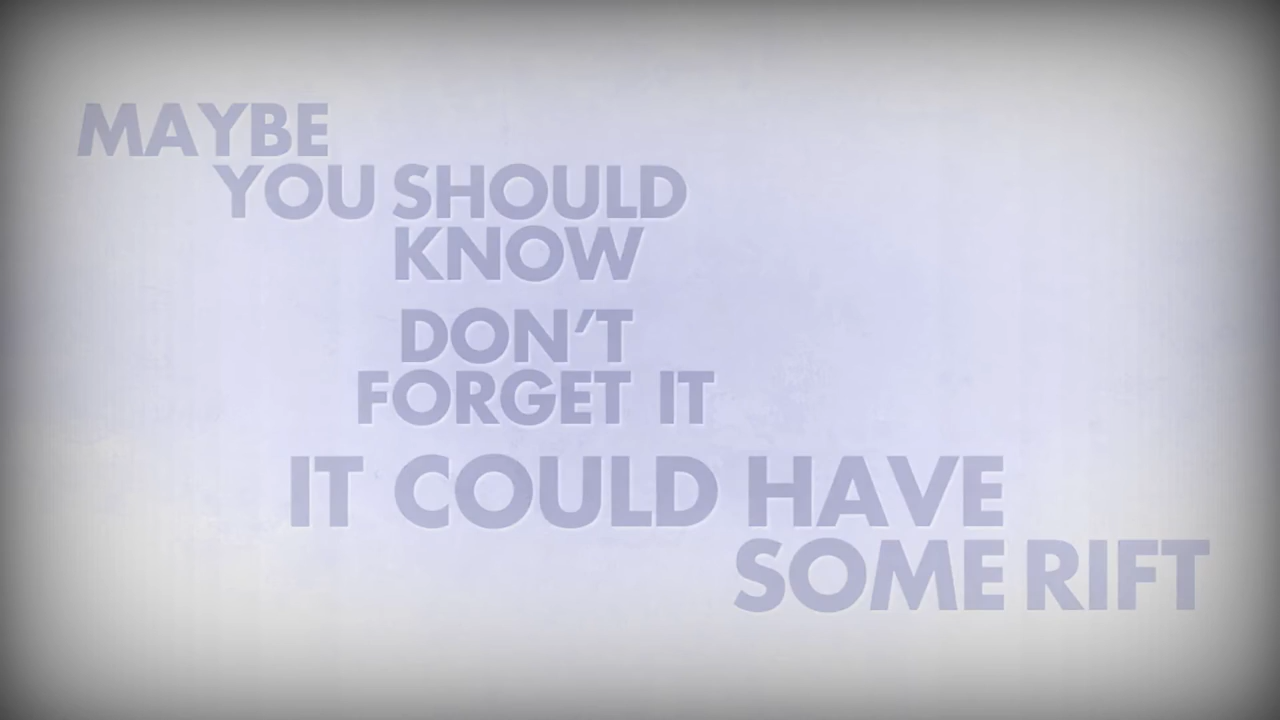 MAYBE
YOU SHOULD
KNOW
DON'T
FORGET IT
IT COULD HAVE
SOME RIFT